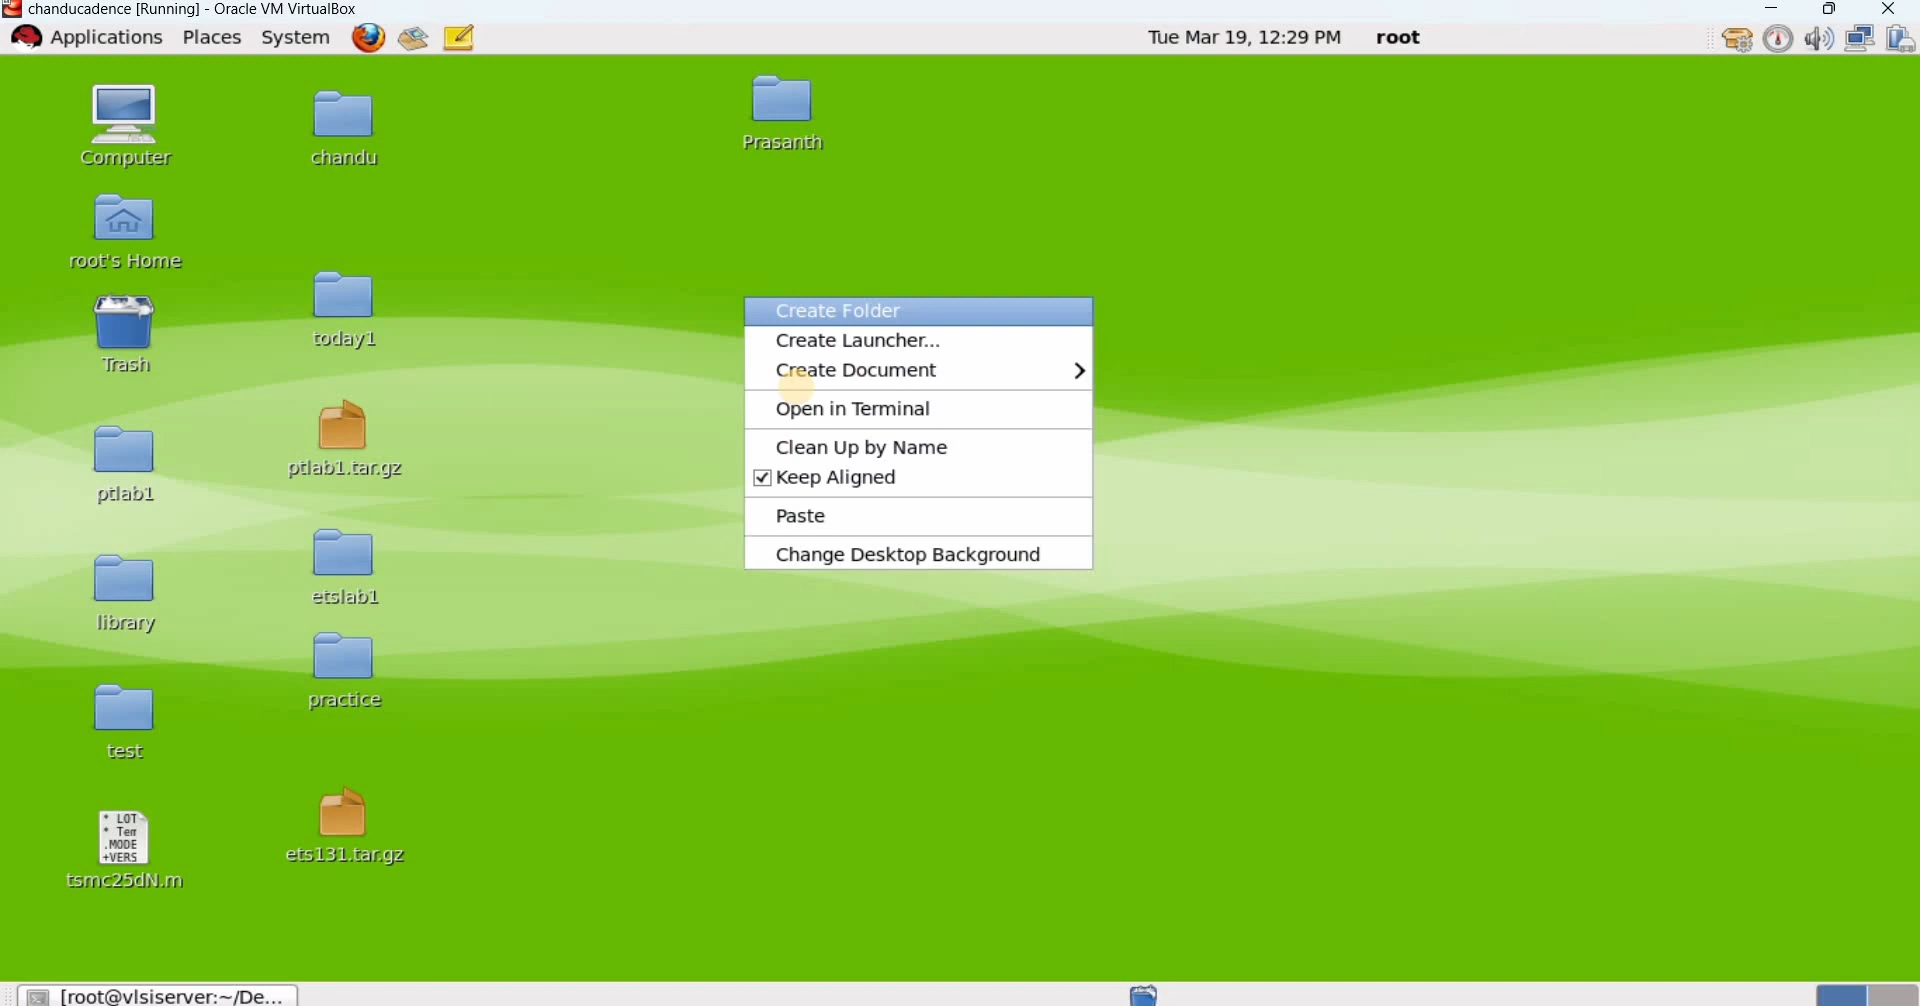 chanducadence [Running] - Oracle VM VirtualBox
Applications Places System Tue Mar 19, 12:29 PM root
Computer
chandu
Prasanth
root's Home
today1
Trash
ptlab1.tar.gz
ptlab1
etslab1
library
practice
test
ets131.tar.gz
* LOT
* Tem
.MODE
+VERS
tsmc25dN.m
Create Folder
Create Launcher...
Create Document
Open in Terminal
Clean Up by Name
Keep Aligned
Paste
Change Desktop Background
[root@vlsiserver:~/De...